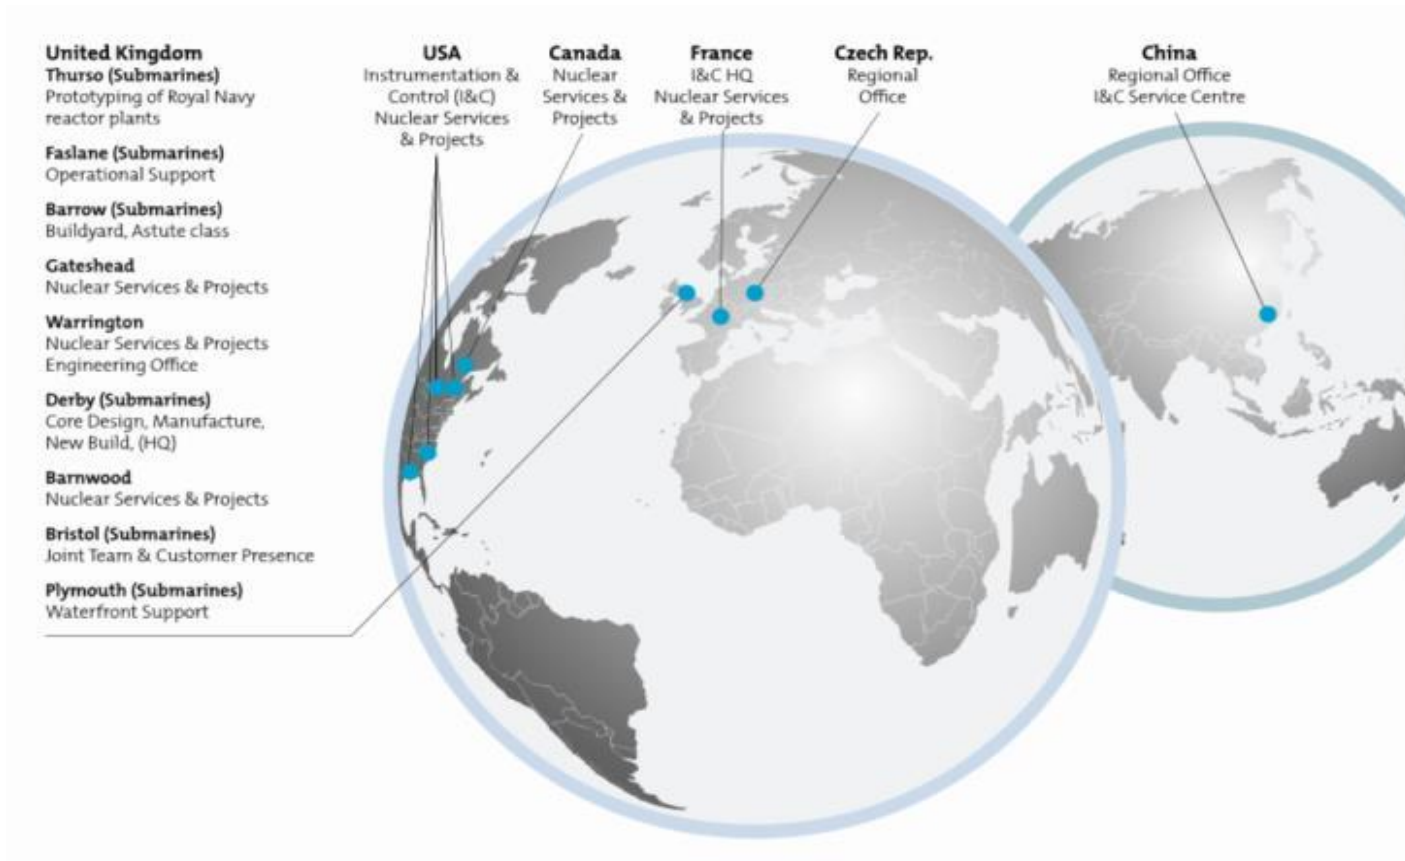 United Kingdom
Thurso (Submarines)
Prototyping of Royal Navy
reactor plants
Faslane (Submarines)
Operational Support
Barrow (Submarines)
Buildyard, Astute class
Gateshead
Nuclear Services & Projects
Warrington
Nuclear Services & Projects
Engineering Office
Derby (Submarines)
Core Design, Manufacture,
New Build, (HQ)
Barnwood
Nuclear Services & Projects
Bristol (Submarines)
Joint Team & Customer Presence
Plymouth (Submarines)
Waterfront Support
USA
Instrumentation &
Control (I&C)
Nuclear Services
& Projects
Canada
Nuclear
Services &
Projects
France
I&C HQ
Nuclear Services
& Projects
Czech Rep.
Regional
Office
China
Regional Office
I&C Service Centre